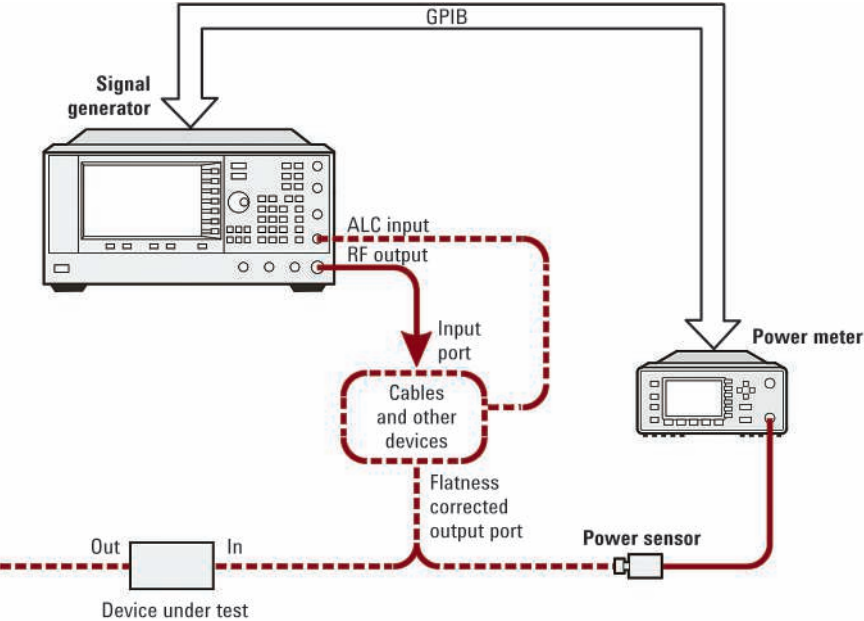 GPIB
Signal
generator
ALC input
RF output
Input
port
Power meter
Cables
and other
devices
Flatness
corrected
output port
Power sensor
Out
In
Device under test